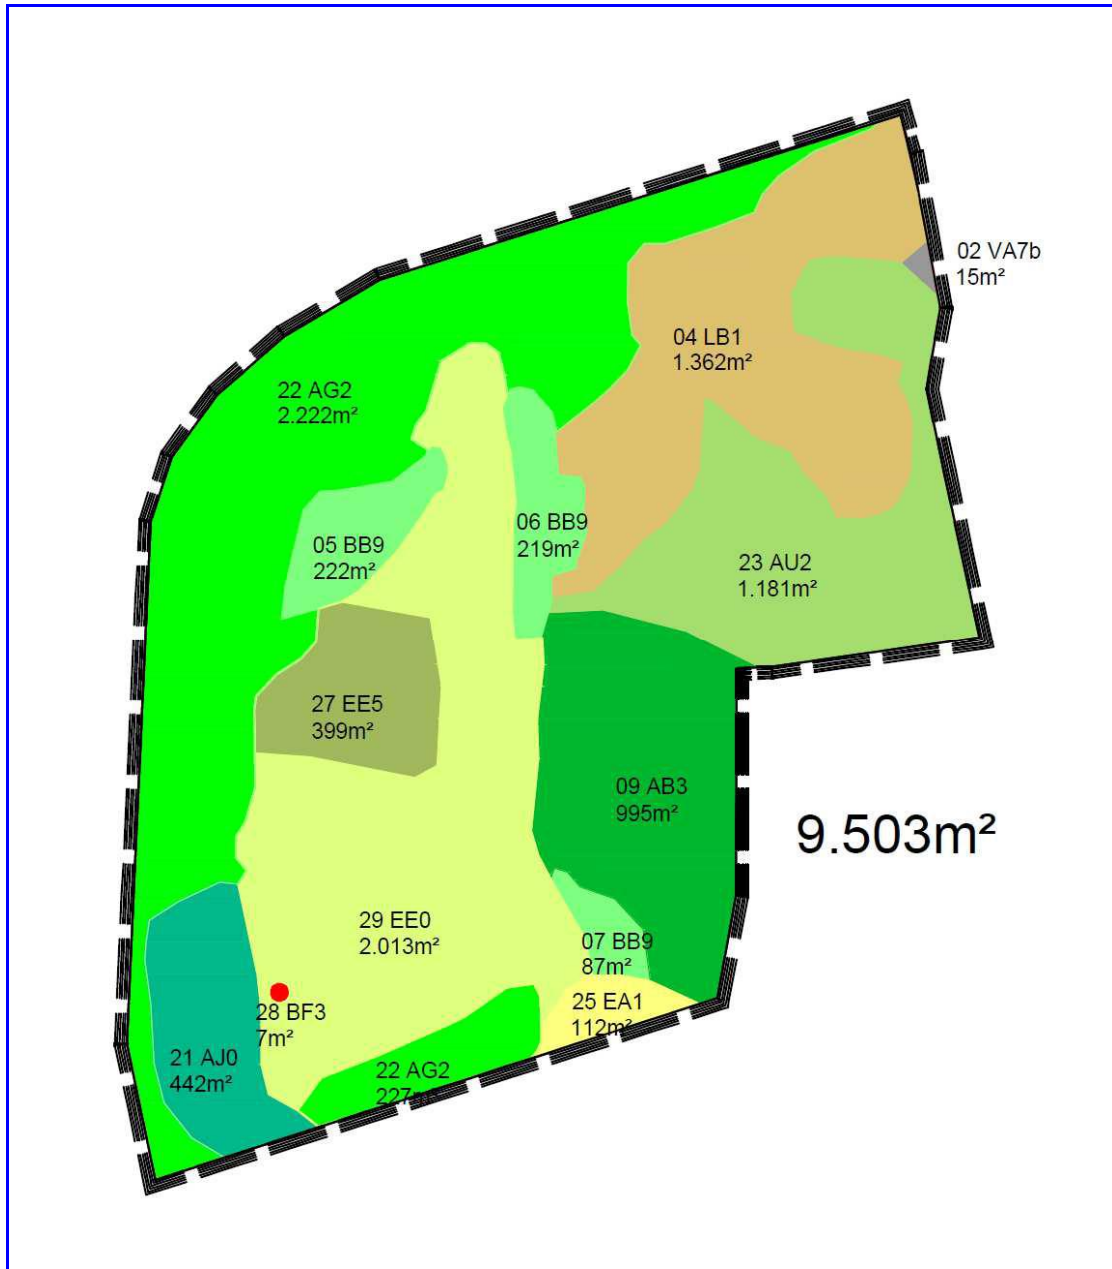 02 VA7b
15m²
04 LB1
1.362m²
22 AG2
2.222m²
06 BB9
219m²
05 BB9
222m²
23 AU2
1.181m²
27 EE5
399m²
09 AB3
995m²
9.503m²
29 EE0
2.013m²
07 BB9
87m²
25 EA1
112m²
28 BF3
7m²
21 AJ0
442m²
22 AG2
227m²